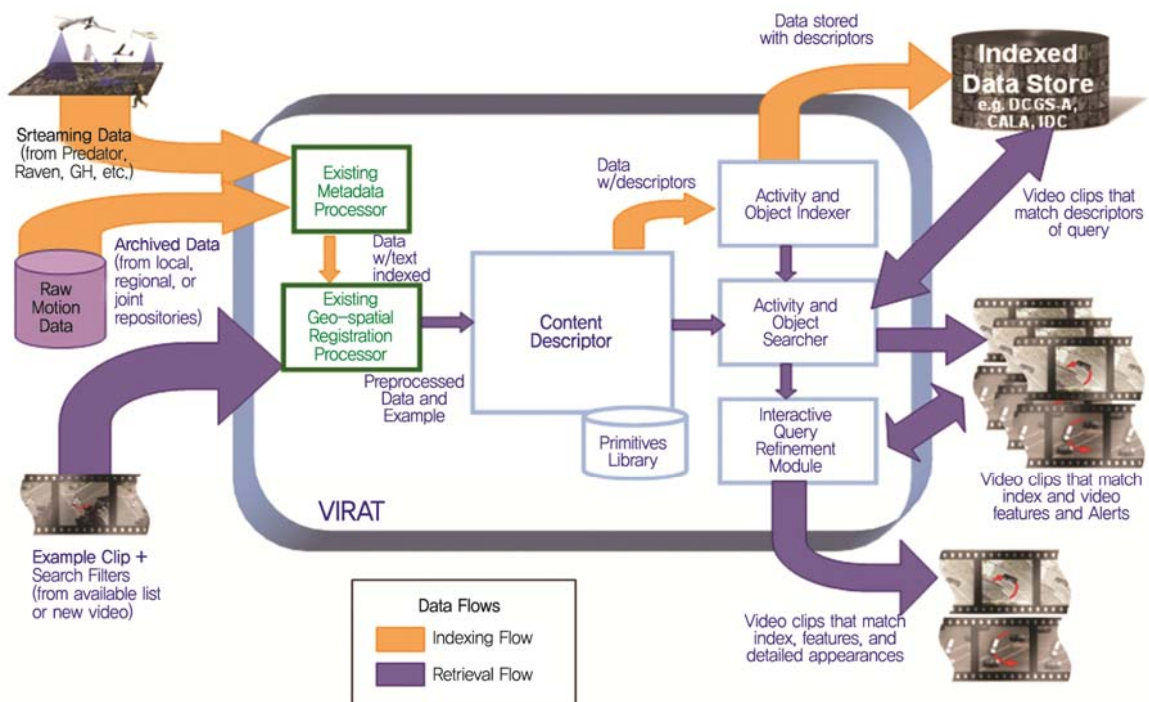 Data stored
with descriptors
Indexed
Data Store
e.g. DCGS-A,
CALA, IDC
Srteaming Data
(from Predator,
Raven, GH, etc.)
Existing
Metadata
Processor
Data
w/descriptors
Activity and
Object Indexer
Video clips that
match descriptors
of query
Archived Data
(from local,
regional, or
joint
repositories)
Raw
Motion
Data
Data
w/text
indexed
Existing
Geo-spatial
Registration
Processor
Content
Descriptor
Activity and
Object
Searcher
Preprocessed
Data and
Example
Primitives
Library
Interactive
Query
Refinement
Module
Video clips that match
index and video
features and Alerts
VIRAT
Example Clip +
Search Filters
(from available list
or new video)
Data Flows
Indexing Flow
Retrieval Flow
Video clips that match
index, features, and
detailed appearances